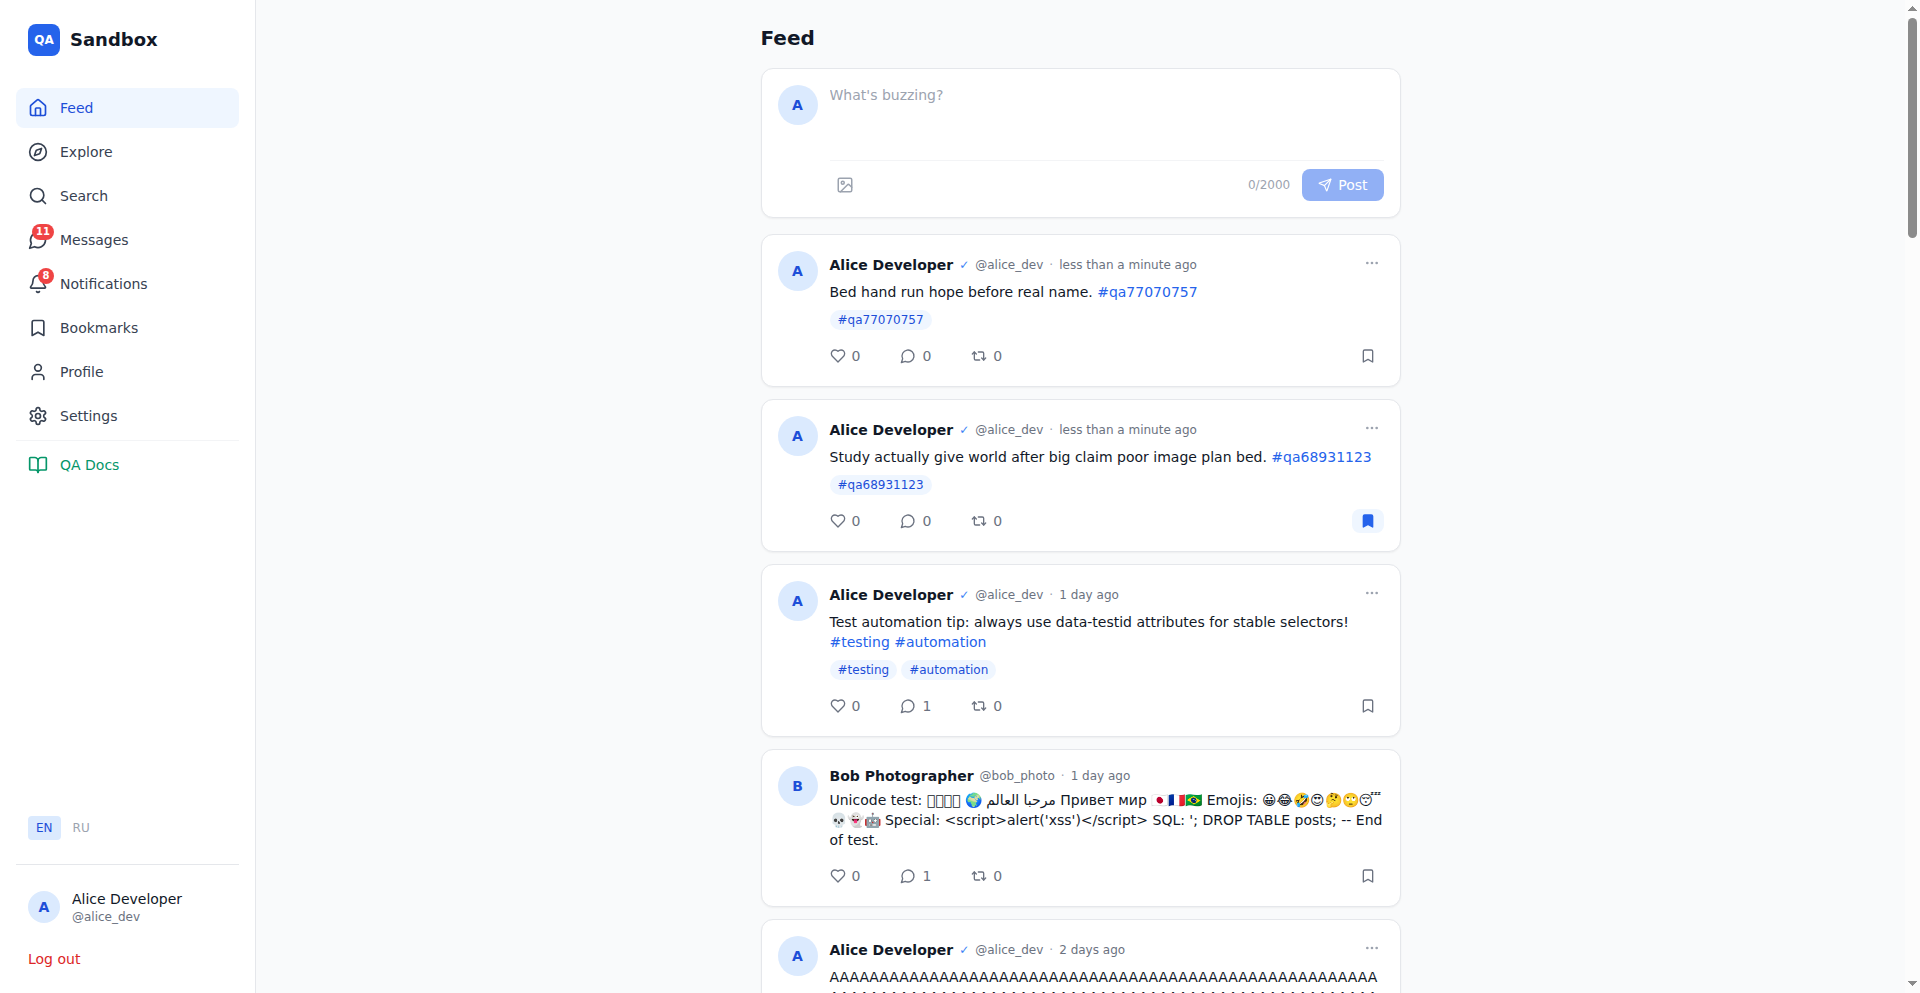 QA Sandbox
Feed
Explore
Search
11
Messages
8
Notifications
Bookmarks
Profile
Settings
QA Docs
EN RU
A
Alice Developer
@alice_dev
Log out
Feed
A
What's buzzing?
0/2000 Post
A
Alice Developer ✓ @alice_dev · less than a minute ago
Bed hand run hope before real name. #qa77070757
#qa77070757
0 0 0
A
Alice Developer ✓ @alice_dev · less than a minute ago
Study actually give world after big claim poor image plan bed. #qa68931123
#qa68931123
0 0 0
A
Alice Developer ✓ @alice_dev · 1 day ago
Test automation tip: always use data-testid attributes for stable selectors!
#testing #automation
#testing #automation
0 1 0
B
Bob Photographer @bob_photo · 1 day ago
Unicode test: 🌍 مرحبا العالم Привет мир 🇯🇵🇫🇷🇧🇷 Emojis: 😀😂🤣😍🤔🙄😴
💀👻🤖 Special: <script>alert('xss')</script> SQL: '; DROP TABLE posts; -- End
of test.
0 1 0
A
Alice Developer ✓ @alice_dev · 2 days ago
AAAAAAAAAAAAAAAAAAAAAAAAAAAAAAAAAAAAAAAAAAAAAAAAAAAAAAA